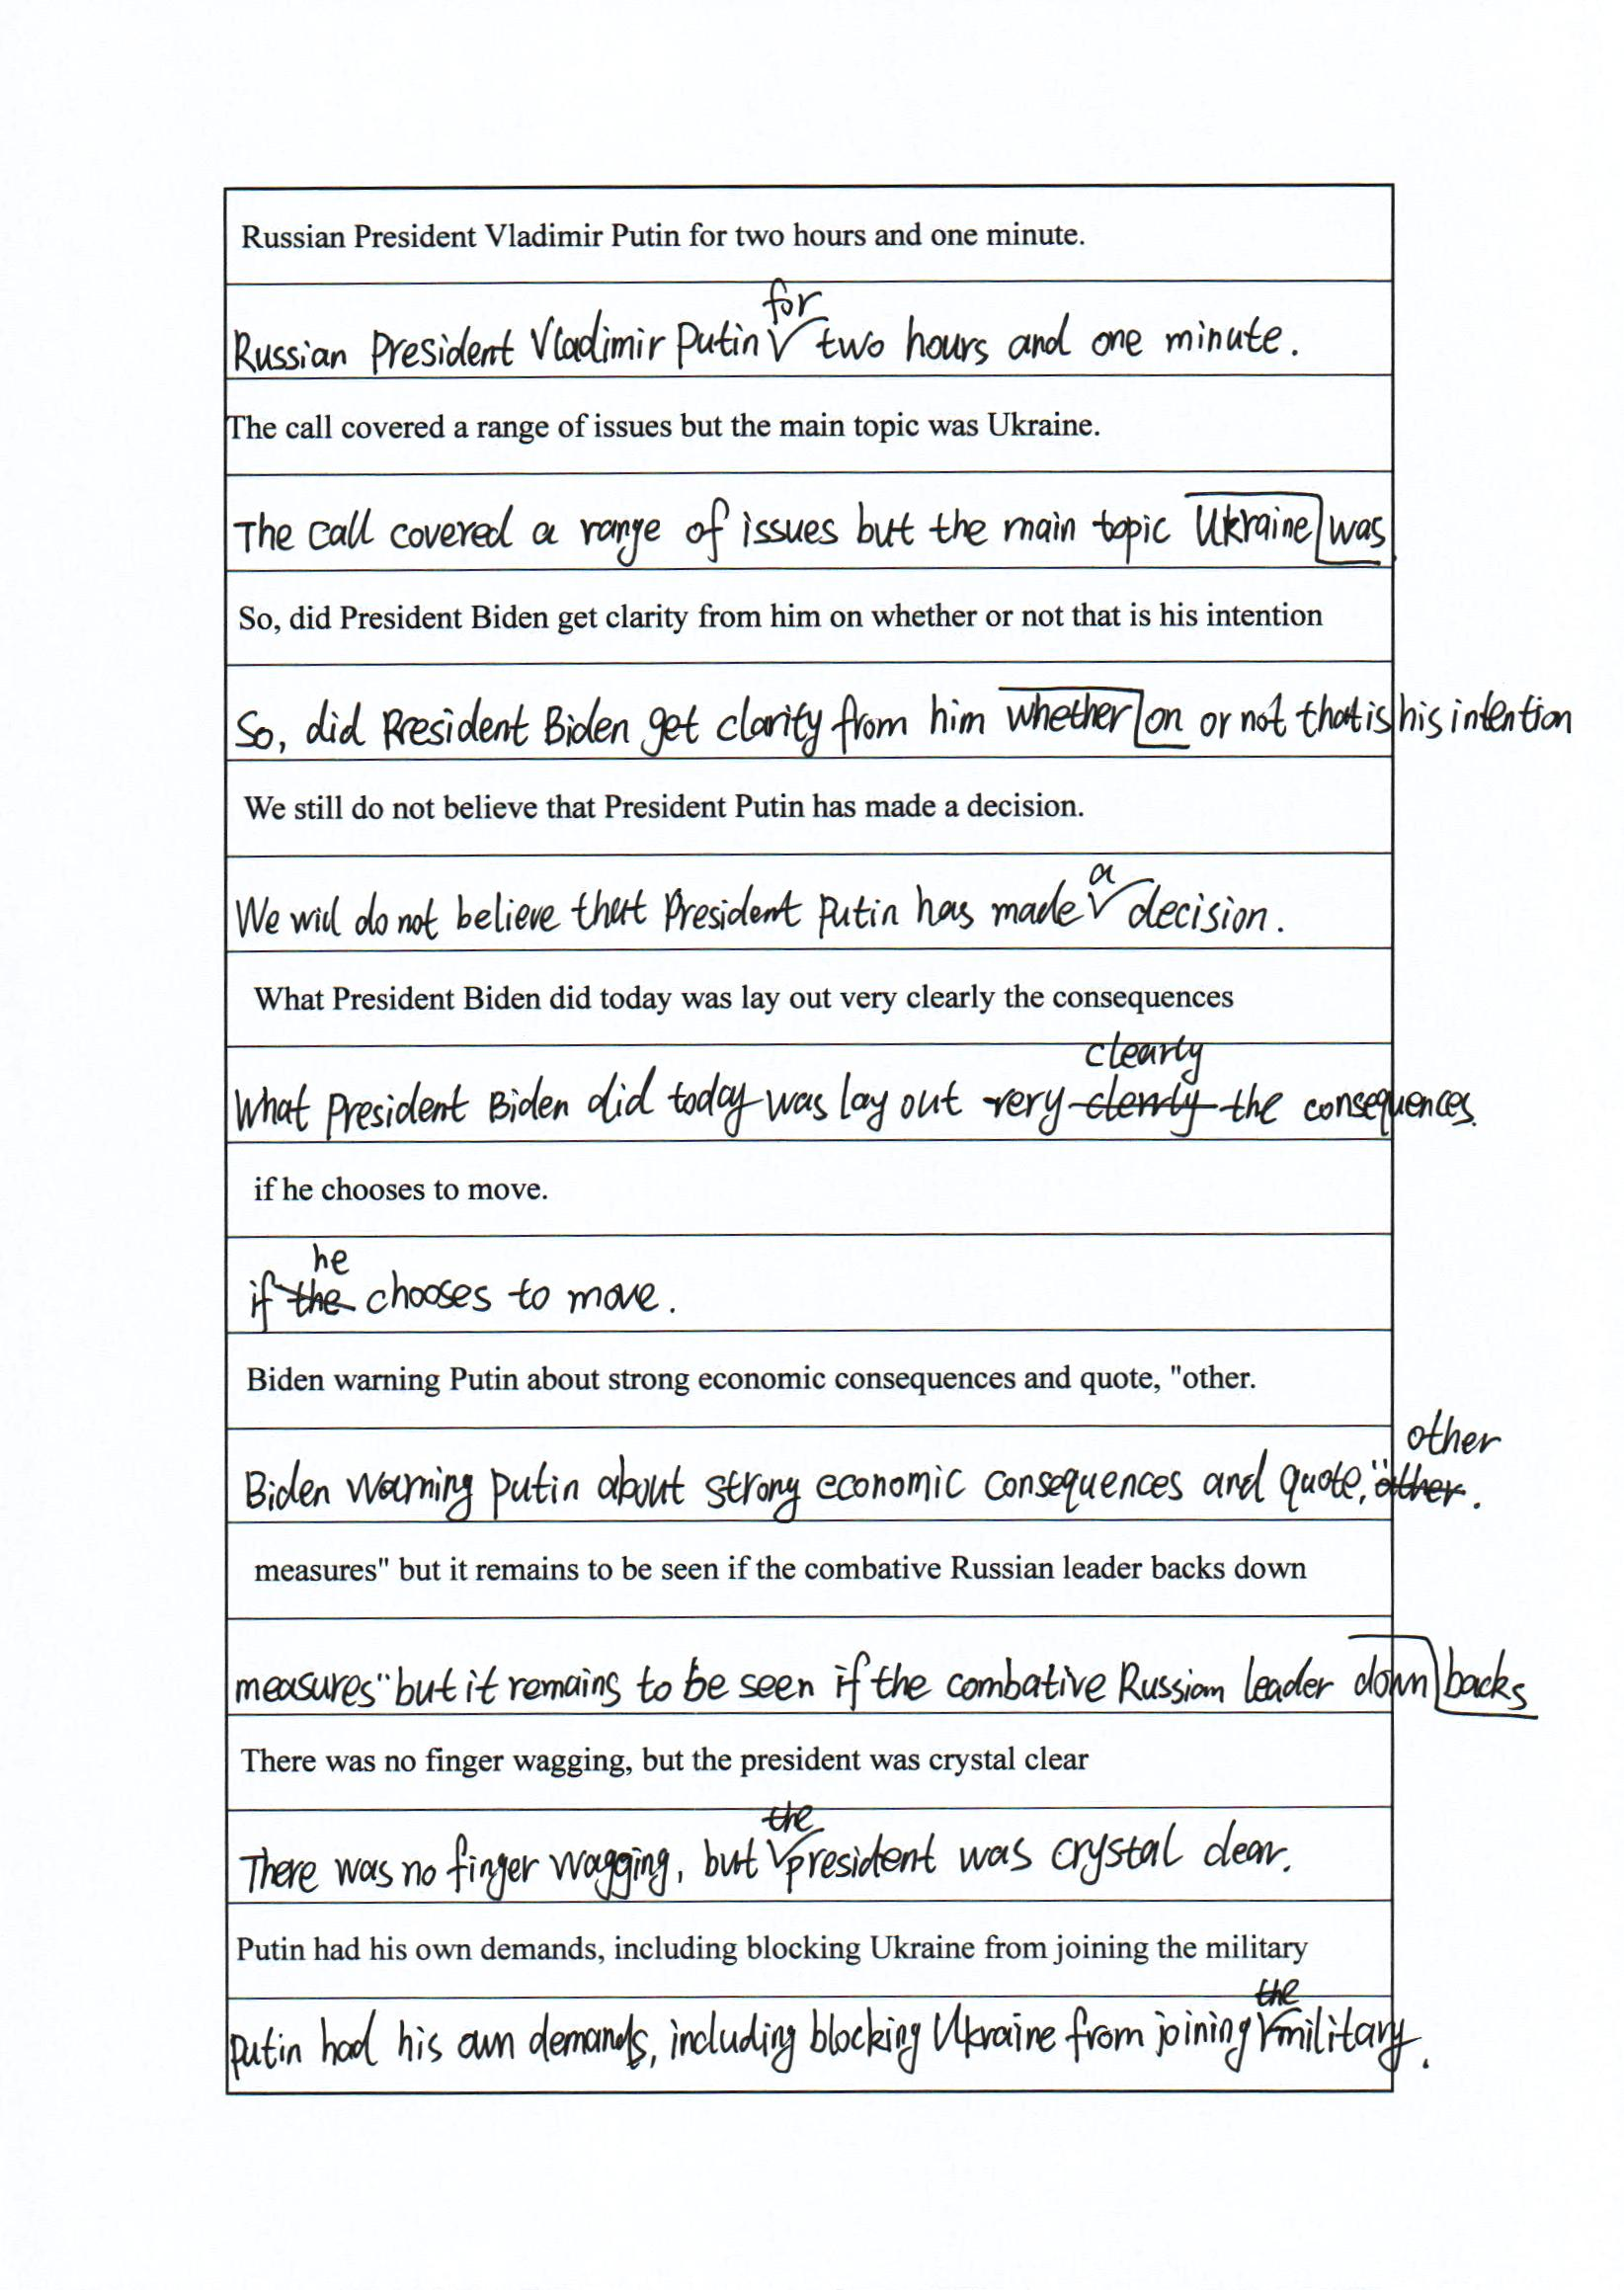 Russian President Vladimir Putin for two hours and one minute.
Russian President Vladimir Putin for two hours and one minute.
The call covered a range of issues but the main topic was Ukraine.
The call covered a range of issues but the main topic Ukraine was.
So, did President Biden get clarity from him on whether or not that is his intention
So, did President Biden get clarity from him whether on or not that is his intention
We still do not believe that President Putin has made a decision.
We will do not believe that President Putin has made a decision.
What President Biden did today was lay out very clearly the consequences
What President Biden did today was lay out very clearly the consequences.
if he chooses to move.
if he chooses to move.
Biden warning Putin about strong economic consequences and quote, "other.
Biden warning Putin about strong economic consequences and quote, "other.
measures" but it remains to be seen if the combative Russian leader backs down
measures" but it remains to be seen if the combative Russian leader down backs
There was no finger wagging, but the president was crystal clear
There was no finger wagging, but the president was crystal clear.
Putin had his own demands, including blocking Ukraine from joining the military
Putin had his own demands, including blocking Ukraine from joining the military.